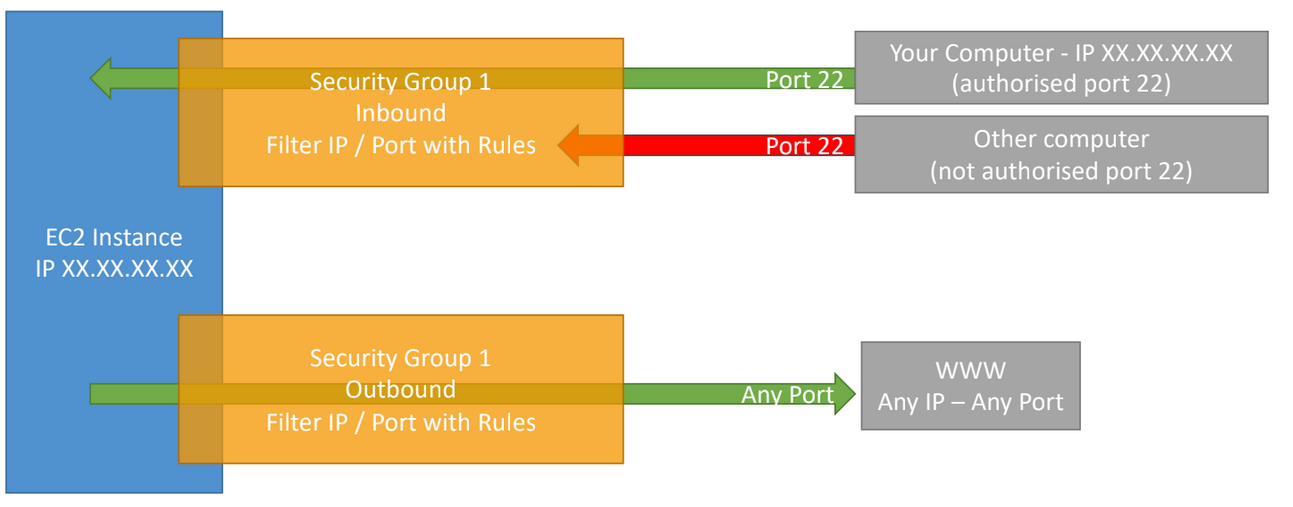 Security Group 1
Inbound
Filter IP / Port with Rules
Port 22
Your Computer - IP XX.XX.XX.XX
(authorised port 22)
Port 22
Other computer
(not authorised port 22)
EC2 Instance
IP XX.XX.XX.XX
Security Group 1
Outbound
Filter IP / Port with Rules
Any Port
WWW
Any IP – Any Port